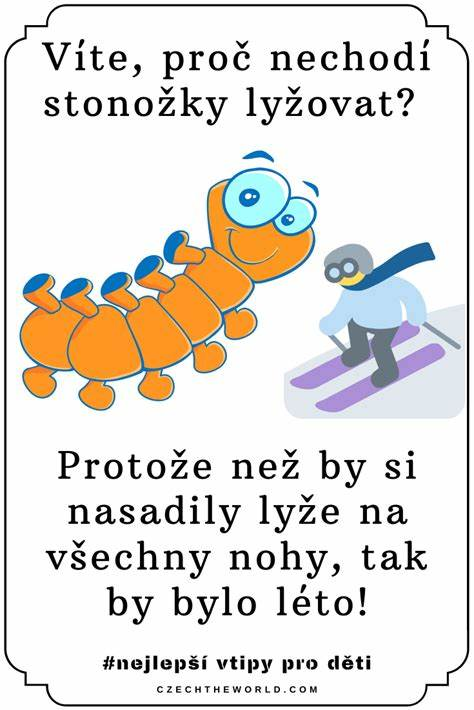 Víte, proč nechodí
stonožky lyžovat?
Protože než by si
nasadily lyže na
všechny nohy, tak
by bylo léto!
#nejlepší vtipy pro děti
CZECHTHEWORLD.COM